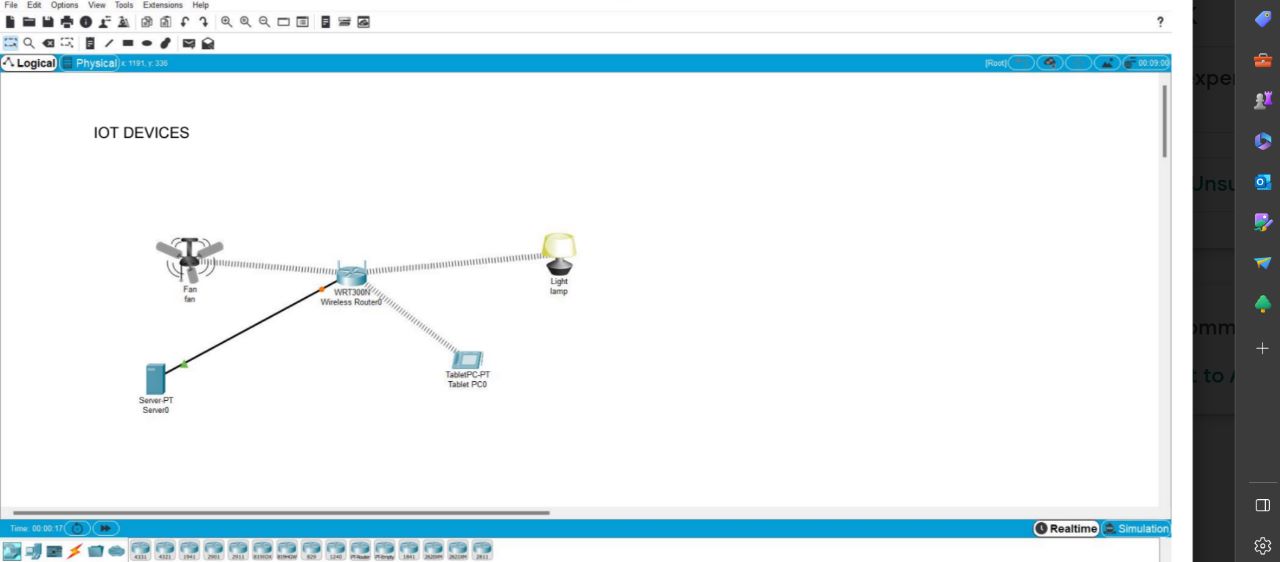 File Edit Options View Tools Extensions Help
?
Logical Physical x: 1191, y: 336 [Root] 00:09:00
xpe
IOT DEVICES
Unsu
Fan
fan
Light
lamp
WRT300N
Wireless Router0
omm
TabletPC-PT
Tablet PC0
t to A
Server-PT
Server0
Time: 00:00:17 Realtime Simulation
4331 4321 1941 2901 2911 819IOX 819HGW 829 1240 PT-Router PT-Empty 1841 2620XM 2621XM 2811